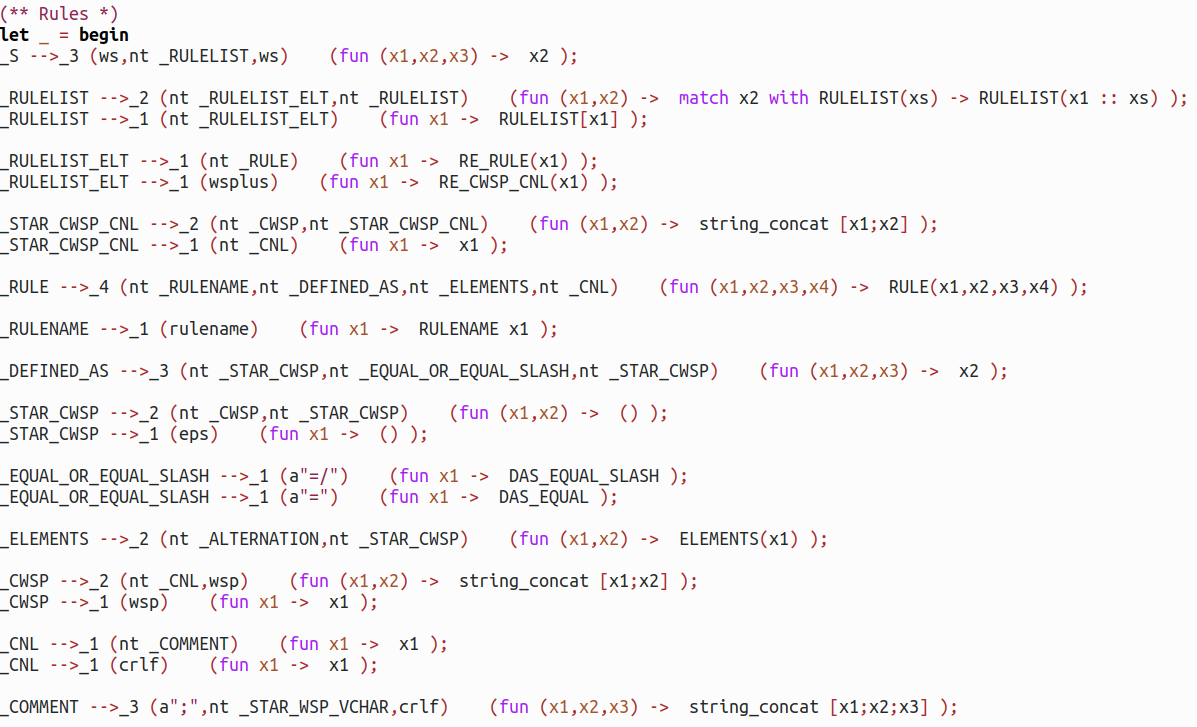 (** Rules *)
let _ = begin
_S -->_3 (ws,nt _RULELIST,ws)    (fun (x1,x2,x3) ->  x2 );
_RULELIST -->_2 (nt _RULELIST_ELT,nt _RULELIST)    (fun (x1,x2) ->  match x2 with RULELIST(xs) -> RULELIST(x1 :: xs) );
_RULELIST -->_1 (nt _RULELIST_ELT)    (fun x1 ->  RULELIST[x1] );
_RULELIST_ELT -->_1 (nt _RULE)    (fun x1 ->  RE_RULE(x1) );
_RULELIST_ELT -->_1 (wsplus)    (fun x1 ->  RE_CWSP_CNL(x1) );
_STAR_CWSP_CNL -->_2 (nt _CWSP,nt _STAR_CWSP_CNL)    (fun (x1,x2) ->  string_concat [x1;x2] );
_STAR_CWSP_CNL -->_1 (nt _CNL)    (fun x1 ->  x1 );
_RULE -->_4 (nt _RULENAME,nt _DEFINED_AS,nt _ELEMENTS,nt _CNL)    (fun (x1,x2,x3,x4) ->  RULE(x1,x2,x3,x4) );
_RULENAME -->_1 (rulename)    (fun x1 ->  RULENAME x1 );
_DEFINED_AS -->_3 (nt _STAR_CWSP,nt _EQUAL_OR_EQUAL_SLASH,nt _STAR_CWSP)    (fun (x1,x2,x3) ->  x2 );
_STAR_CWSP -->_2 (nt _CWSP,nt _STAR_CWSP)    (fun (x1,x2) ->  () );
_STAR_CWSP -->_1 (eps)    (fun x1 ->  () );
_EQUAL_OR_EQUAL_SLASH -->_1 (a"=/")    (fun x1 ->  DAS_EQUAL_SLASH );
_EQUAL_OR_EQUAL_SLASH -->_1 (a"=")    (fun x1 ->  DAS_EQUAL );
_ELEMENTS -->_2 (nt _ALTERNATION,nt _STAR_CWSP)    (fun (x1,x2) ->  ELEMENTS(x1) );
_CWSP -->_2 (nt _CNL,wsp)    (fun (x1,x2) ->  string_concat [x1;x2] );
_CWSP -->_1 (wsp)    (fun x1 ->  x1 );
_CNL -->_1 (nt _COMMENT)    (fun x1 ->  x1 );
_CNL -->_1 (crlf)    (fun x1 ->  x1 );
_COMMENT -->_3 (a";",nt _STAR_WSP_VCHAR,crlf)    (fun (x1,x2,x3) ->  string_concat [x1;x2;x3] );